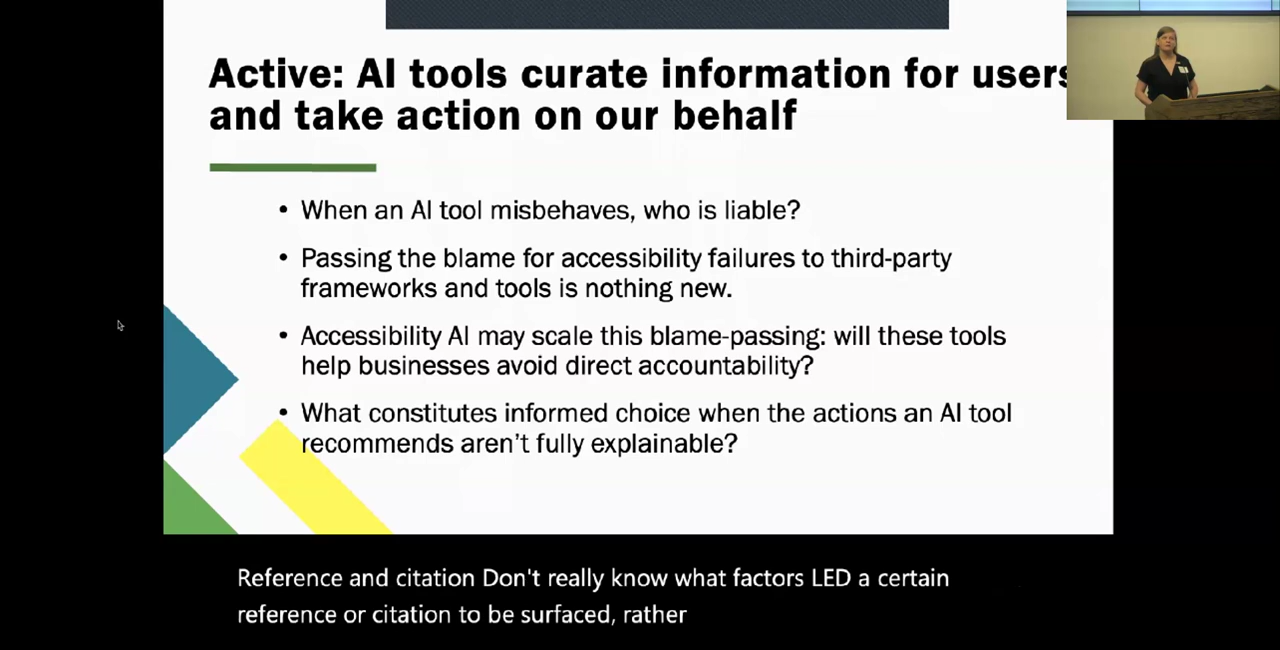 Active: AI tools curate information for users
and take action on our behalf
• When an AI tool misbehaves, who is liable?
• Passing the blame for accessibility failures to third-party
frameworks and tools is nothing new.
• Accessibility AI may scale this blame-passing: will these tools
help businesses avoid direct accountability?
• What constitutes informed choice when the actions an AI tool
recommends aren't fully explainable?
Reference and citation Don't really know what factors LED a certain
reference or citation to be surfaced, rather